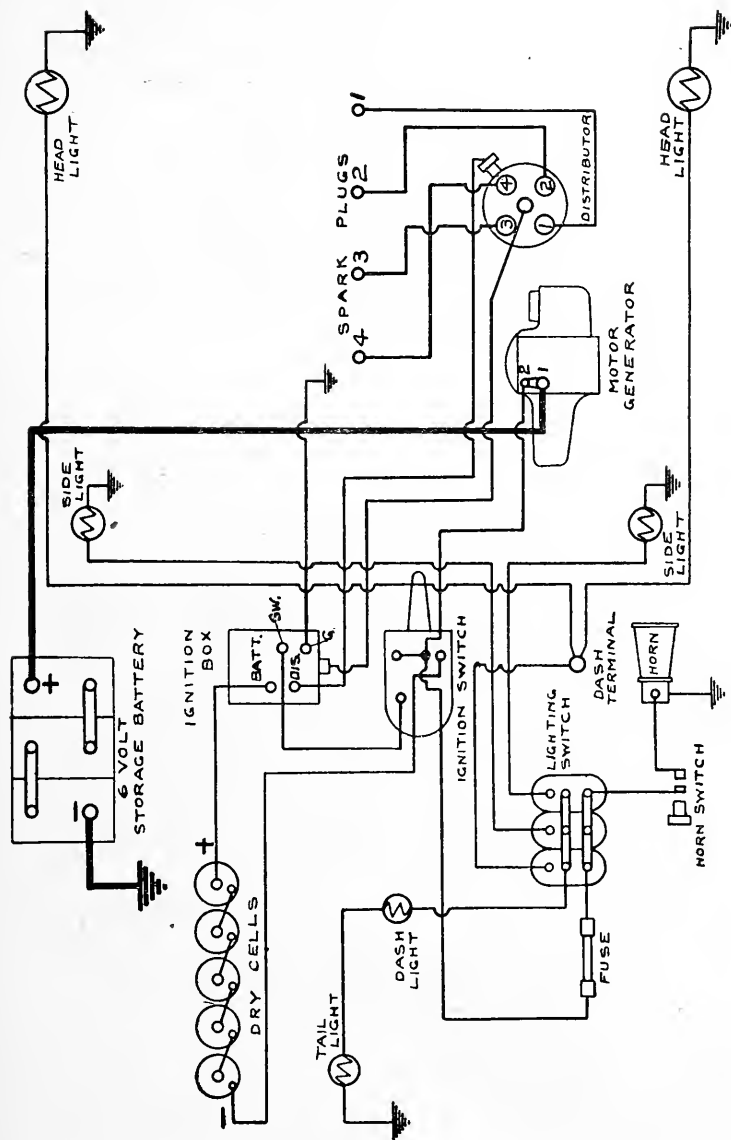 HEAD LIGHT
SIDE LIGHT
6 VOLT
STORAGE BATTERY
+
−
IGNITION BOX
BATT.
GW.
DIS.
G.
+
DRY CELLS
−
SPARK PLUGS
4 3 2 1
DISTRIBUTOR
3 4
1 2
MOTOR
GENERATOR
2
1
IGNITION SWITCH
TAIL LIGHT
DASH LIGHT
FUSE
LIGHTING SWITCH
HORN SWITCH
HORN
DASH TERMINAL
SIDE LIGHT
HEAD LIGHT